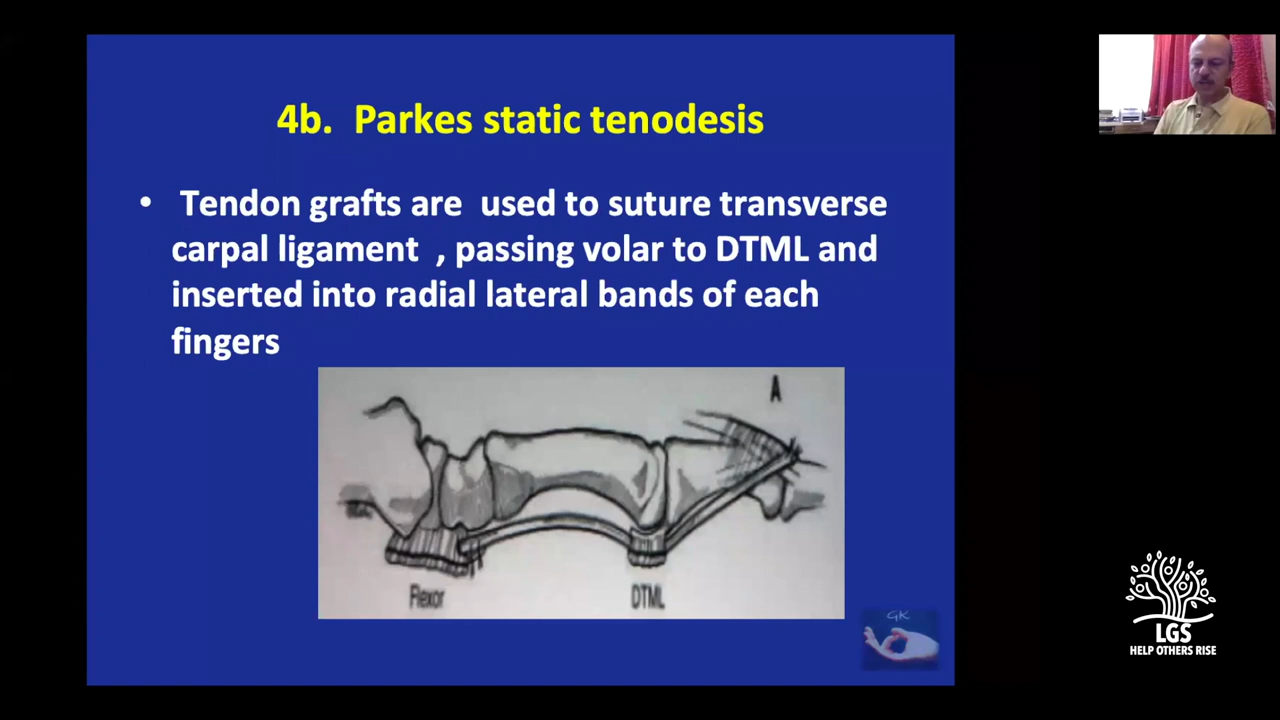 4b. Parkes static tenodesis
• Tendon grafts are used to suture transverse
carpal ligament , passing volar to DTML and
inserted into radial lateral bands of each
fingers
A
Flexor
DTML
GK
LGS
HELP OTHERS RISE